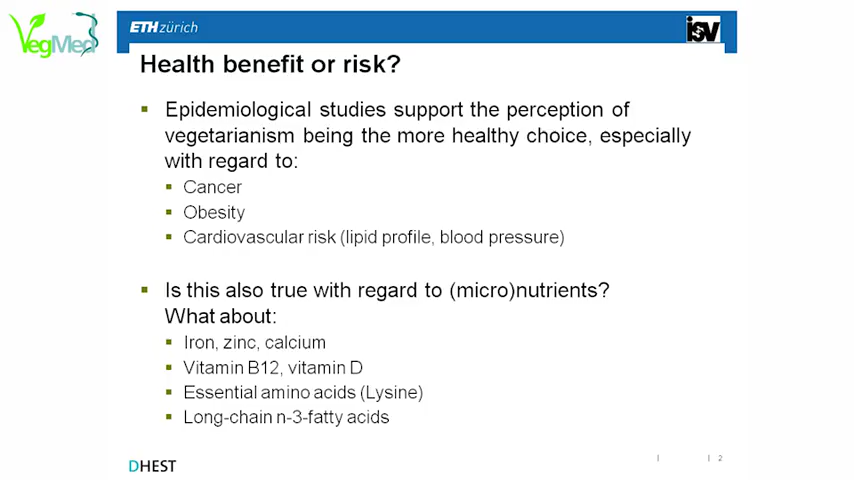 VegMed
ETH zürich
isv
Health benefit or risk?
Epidemiological studies support the perception of
vegetarianism being the more healthy choice, especially
with regard to:
Cancer
Obesity
Cardiovascular risk (lipid profile, blood pressure)
Is this also true with regard to (micro)nutrients?
What about:
Iron, zinc, calcium
Vitamin B12, vitamin D
Essential amino acids (Lysine)
Long-chain n-3-fatty acids
DHEST
| | 2